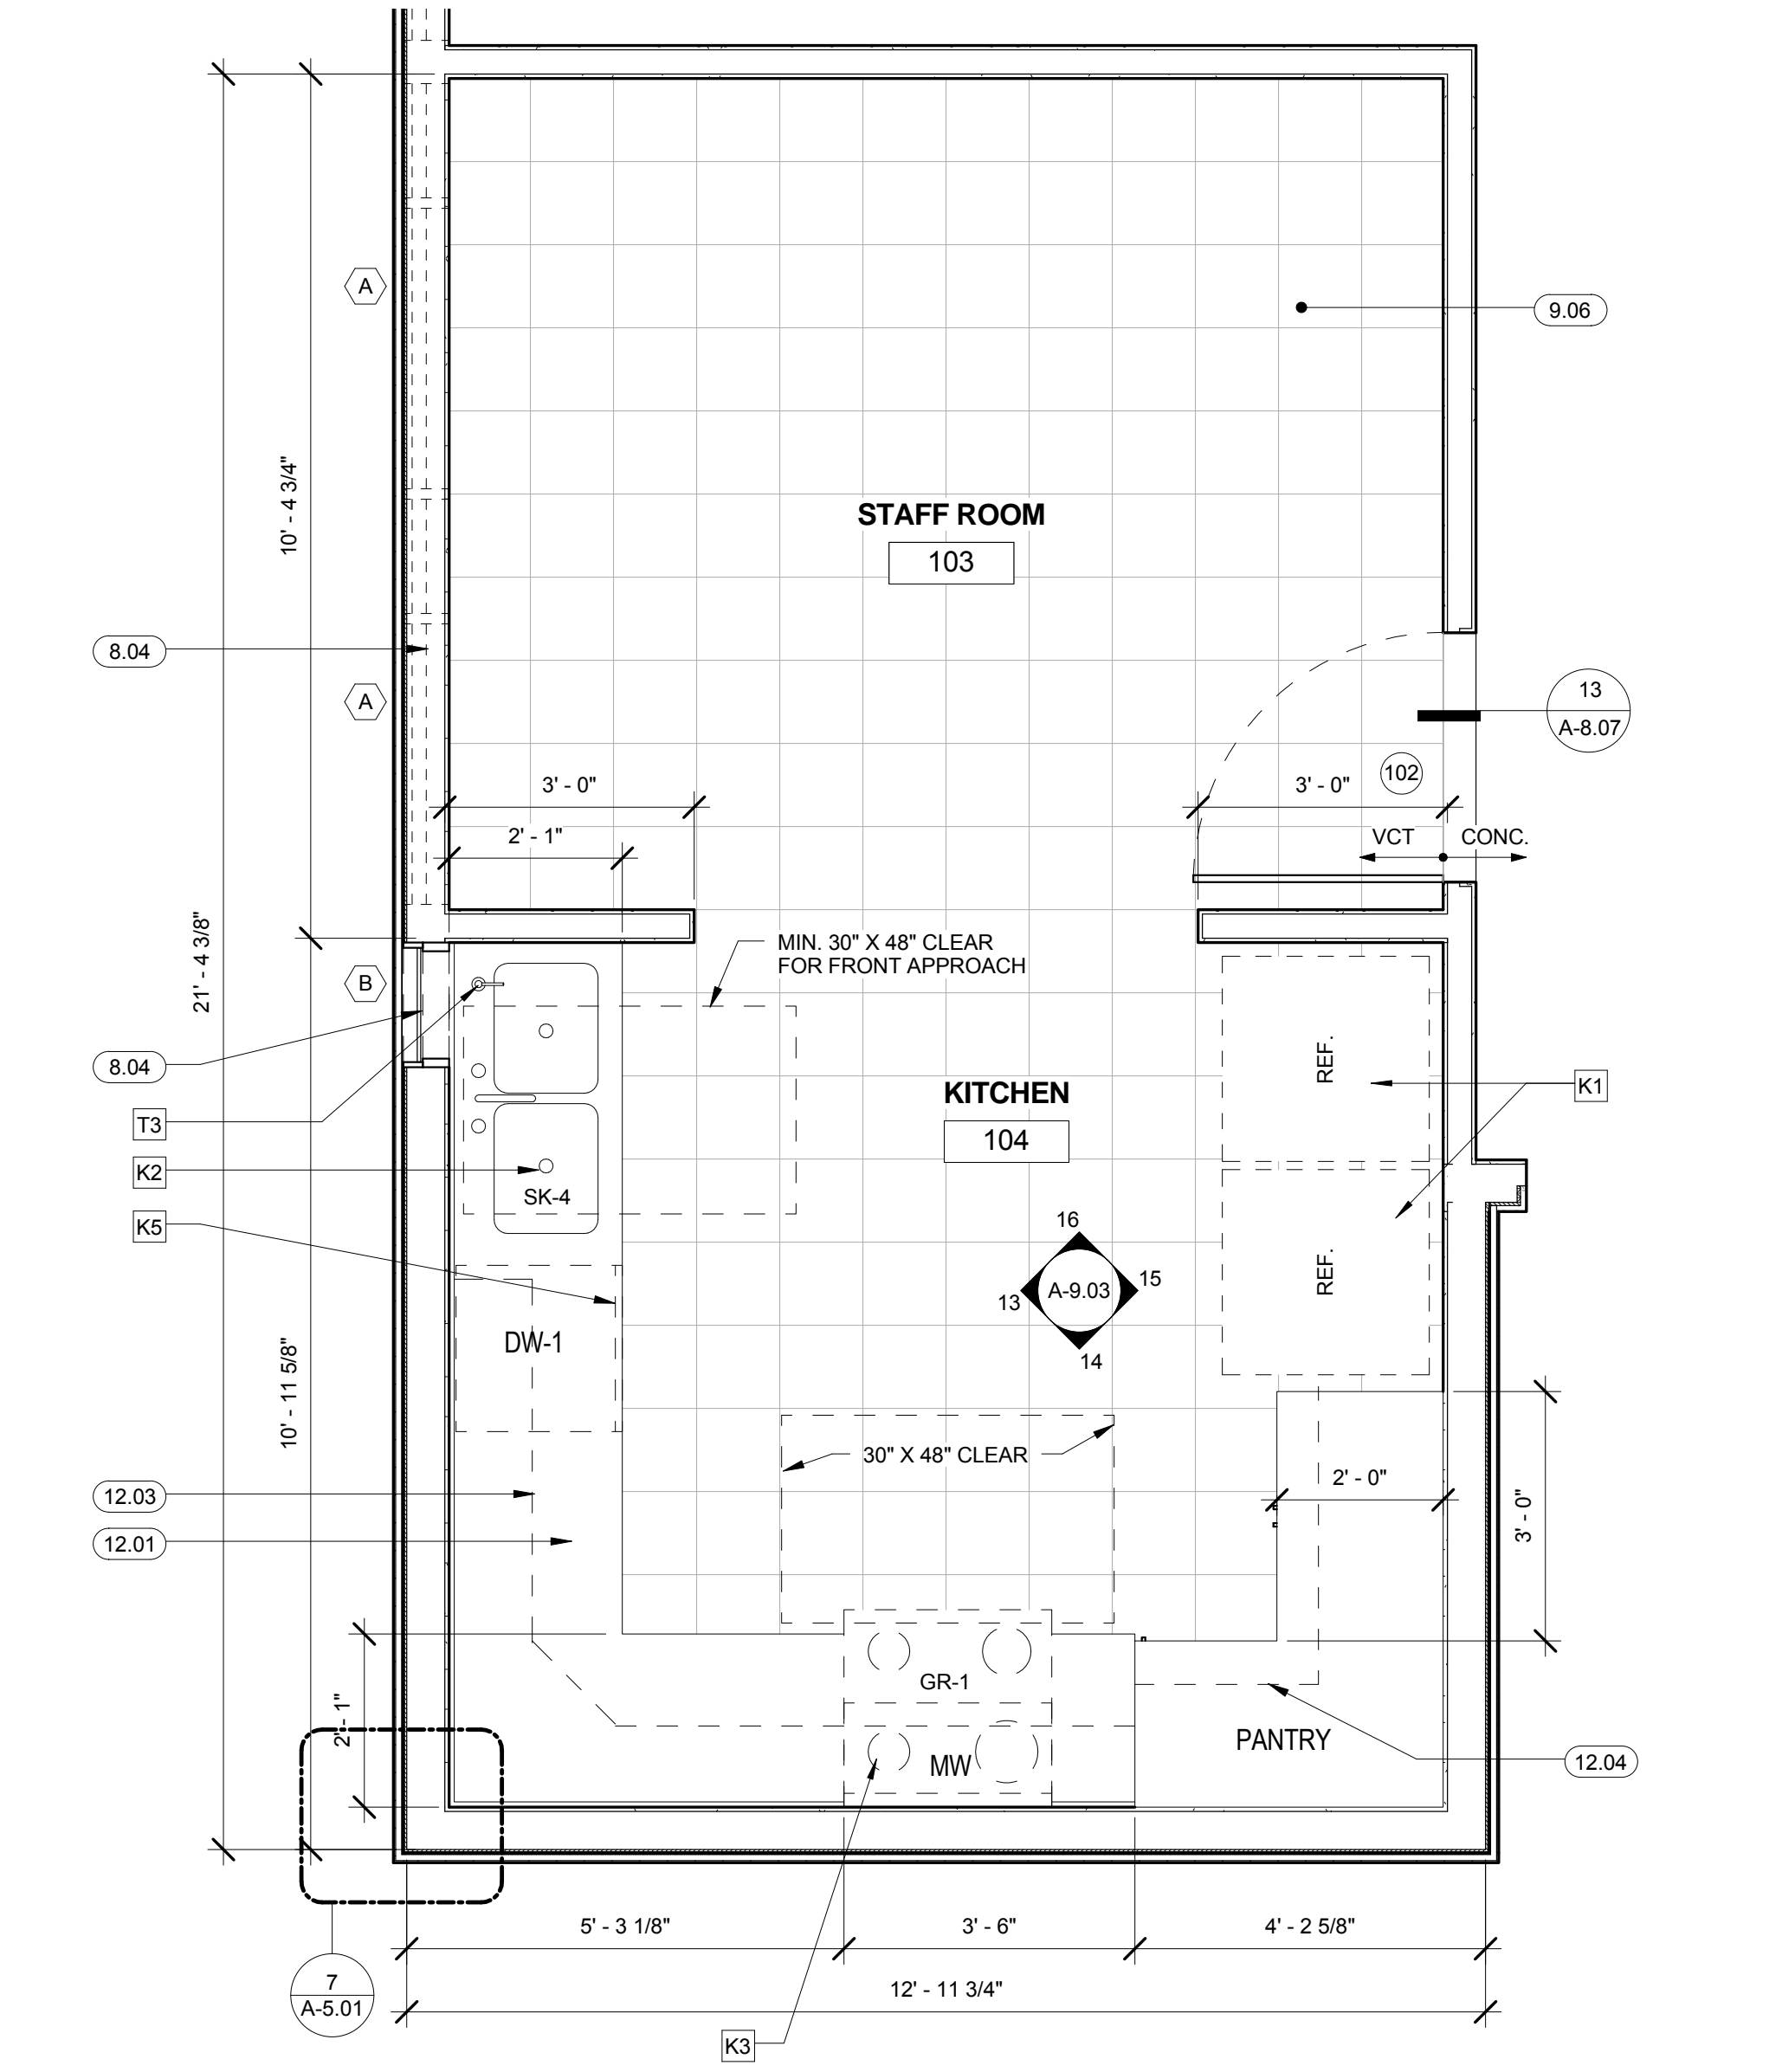 A
9.06
10' - 4 3/4"
STAFF ROOM
103
8.04
A
13
A-8.07
102
3' - 0"
3' - 0"
2' - 1"
VCT
CONC.
21' - 4 3/8"
MIN. 30" X 48" CLEAR
FOR FRONT APPROACH
B
8.04
REF.
K1
KITCHEN
104
T3
K2
SK-4
K5
16
A-9.03
15
13
14
REF.
DW-1
10' - 11 5/8"
30" X 48" CLEAR
2' - 0"
3' - 0"
12.03
12.01
GR-1
2' - 1"
MW
PANTRY
12.04
5' - 3 1/8"
3' - 6"
4' - 2 5/8"
7
A-5.01
12' - 11 3/4"
K3